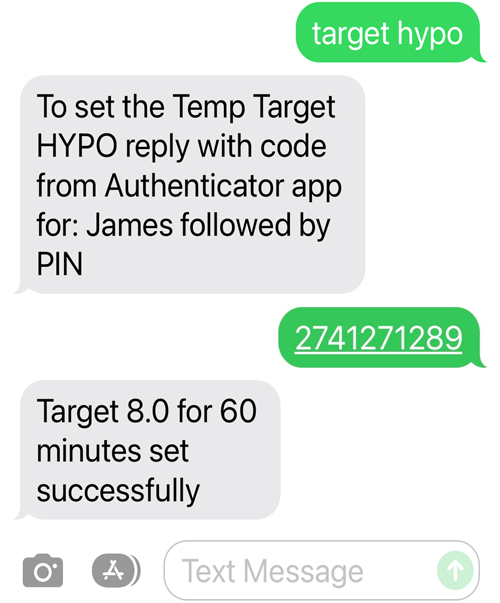 target hypo
To set the Temp Target
HYPO reply with code
from Authenticator app
for: James followed by
PIN
2741271289
Target 8.0 for 60
minutes set
successfully
Text Message